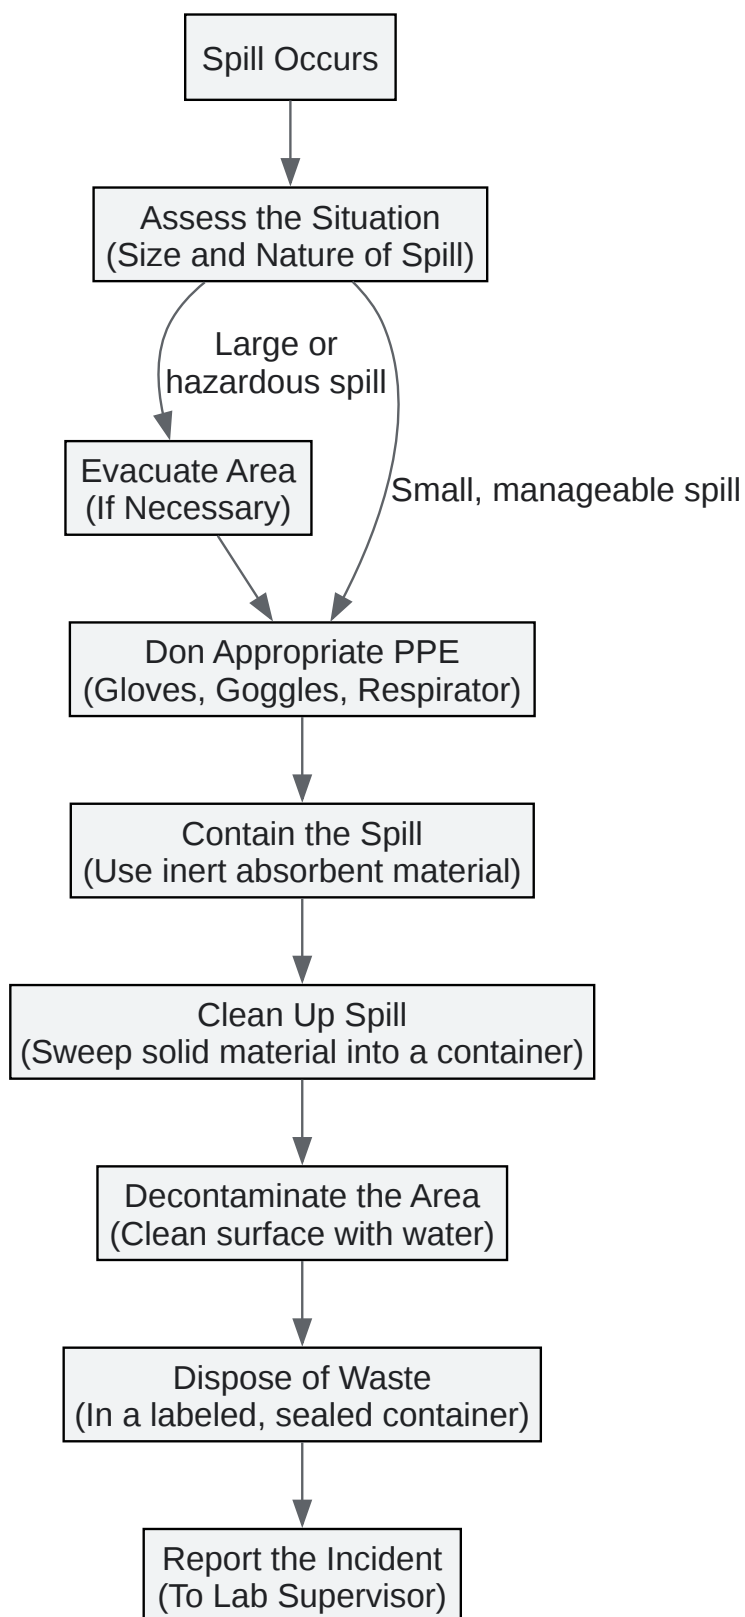 Spill Occurs
Assess the Situation
(Size and Nature of Spill)
Large or
hazardous spill
Evacuate Area
(If Necessary)
Small, manageable spill
Don Appropriate PPE
(Gloves, Goggles, Respirator)
Contain the Spill
(Use inert absorbent material)
Clean Up Spill
(Sweep solid material into a container)
Decontaminate the Area
(Clean surface with water)
Dispose of Waste
(In a labeled, sealed container)
Report the Incident
(To Lab Supervisor)